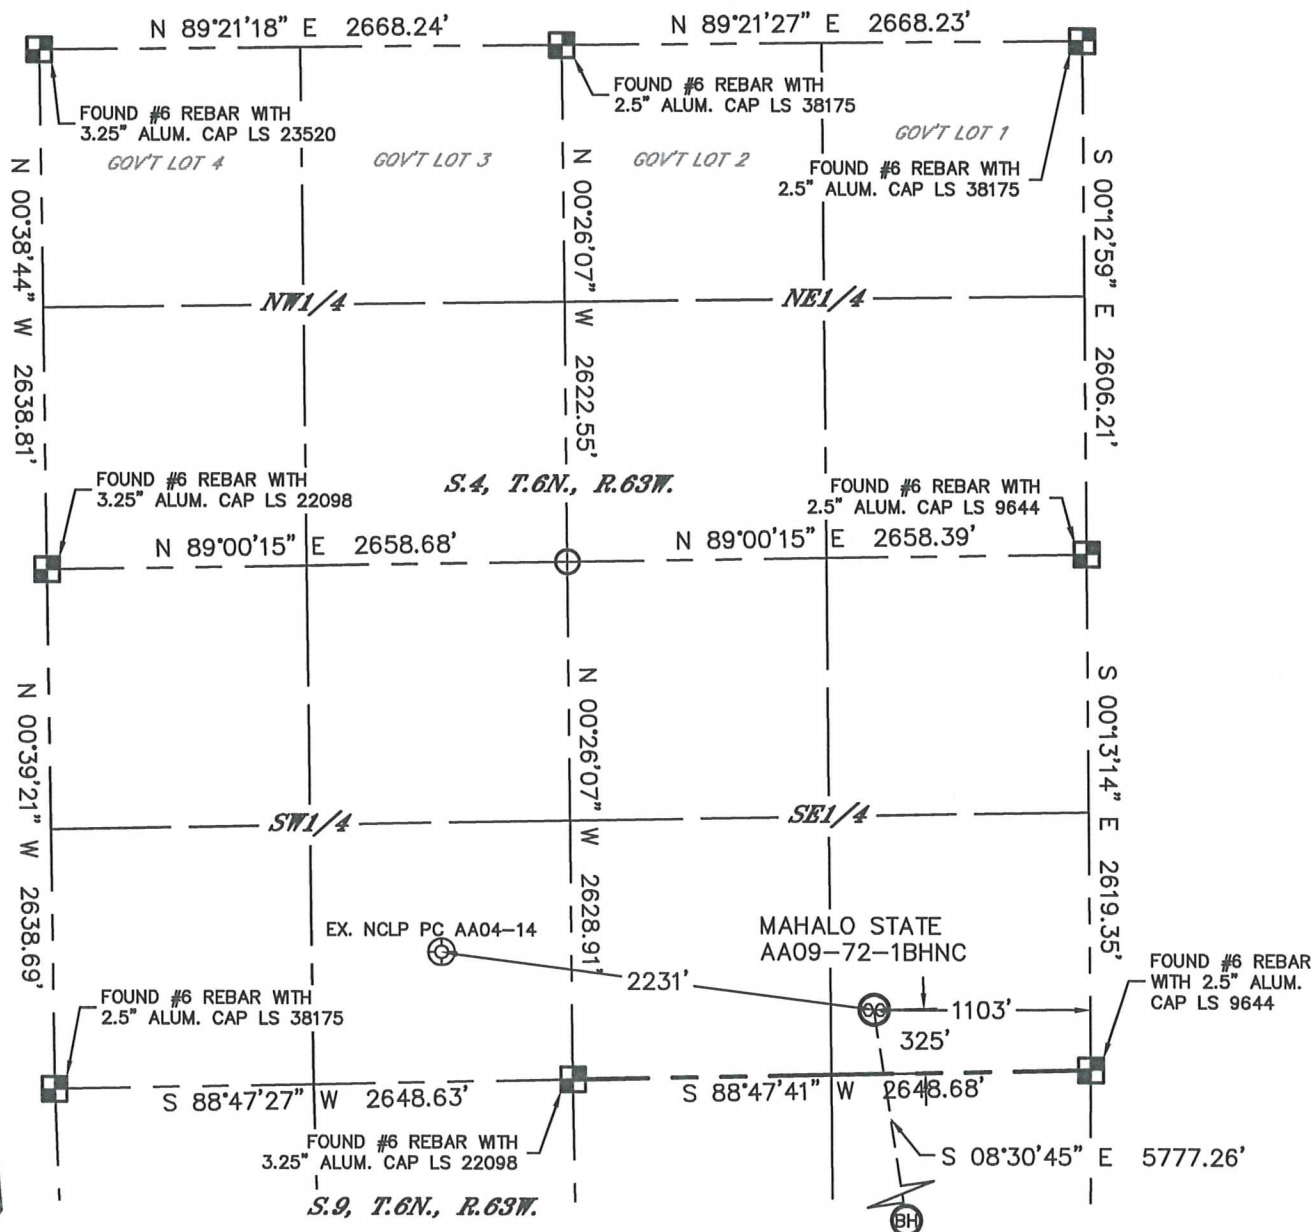 N 89°21'18" E 2668.24'
N 89°21'27" E 2668.23'
FOUND #6 REBAR WITH
3.25" ALUM. CAP LS 23520
FOUND #6 REBAR WITH
2.5" ALUM. CAP LS 38175
GOV'T LOT 1
FOUND #6 REBAR WITH
2.5" ALUM. CAP LS 38175
GOV'T LOT 4
GOV'T LOT 3
GOV'T LOT 2
N 00°38'44" W 2638.81'
N 00°26'07" W 2622.55'
S 00°12'59" E 2606.21'
NW1/4
NE1/4
FOUND #6 REBAR WITH
3.25" ALUM. CAP LS 22098
S.4, T.6N., R.63W.
FOUND #6 REBAR WITH
2.5" ALUM. CAP LS 9644
N 89°00'15" E 2658.68'
N 89°00'15" E 2658.39'
N 00°39'21" W 2638.69'
N 00°26'07" W 2628.91'
S 00°13'14" E 2619.35'
SW1/4
SE1/4
EX. NCLP PC AA04-14
MAHALO STATE
AA09-72-1BHNC
2231'
1103'
325'
FOUND #6 REBAR
WITH 2.5" ALUM.
CAP LS 9644
FOUND #6 REBAR WITH
2.5" ALUM. CAP LS 38175
S 88°47'27" W 2648.63'
S 88°47'41" W 2648.68'
FOUND #6 REBAR WITH
3.25" ALUM. CAP LS 22098
S 08°30'45" E 5777.26'
S.9, T.6N., R.63W.
BH